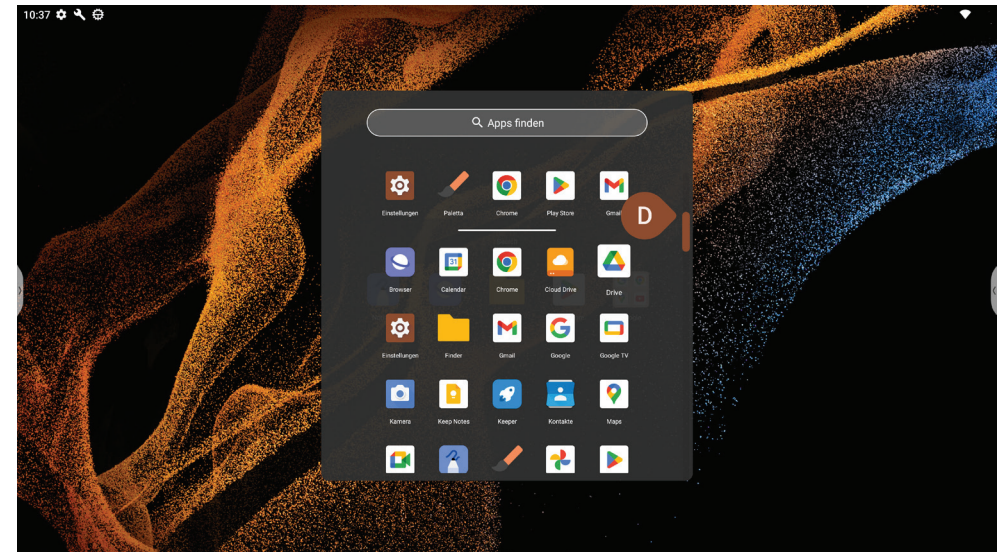 10:37
Apps finden
Einstellungen Paletta Chrome Play Store Gmail
D
31
Browser Calendar Chrome Cloud Drive Drive
Einstellungen Finder Gmail Google Google TV
Kamera Keep Notes Keeper Kontakte Maps